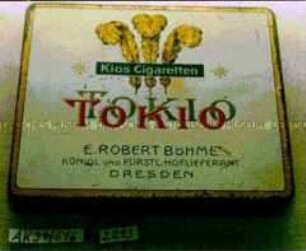 Kios Cigaretten
TOKIO
E. ROBERT BÖHME
KÖNIGL. UND FÜRSTL. HOFLIEFERANT
DRESDEN